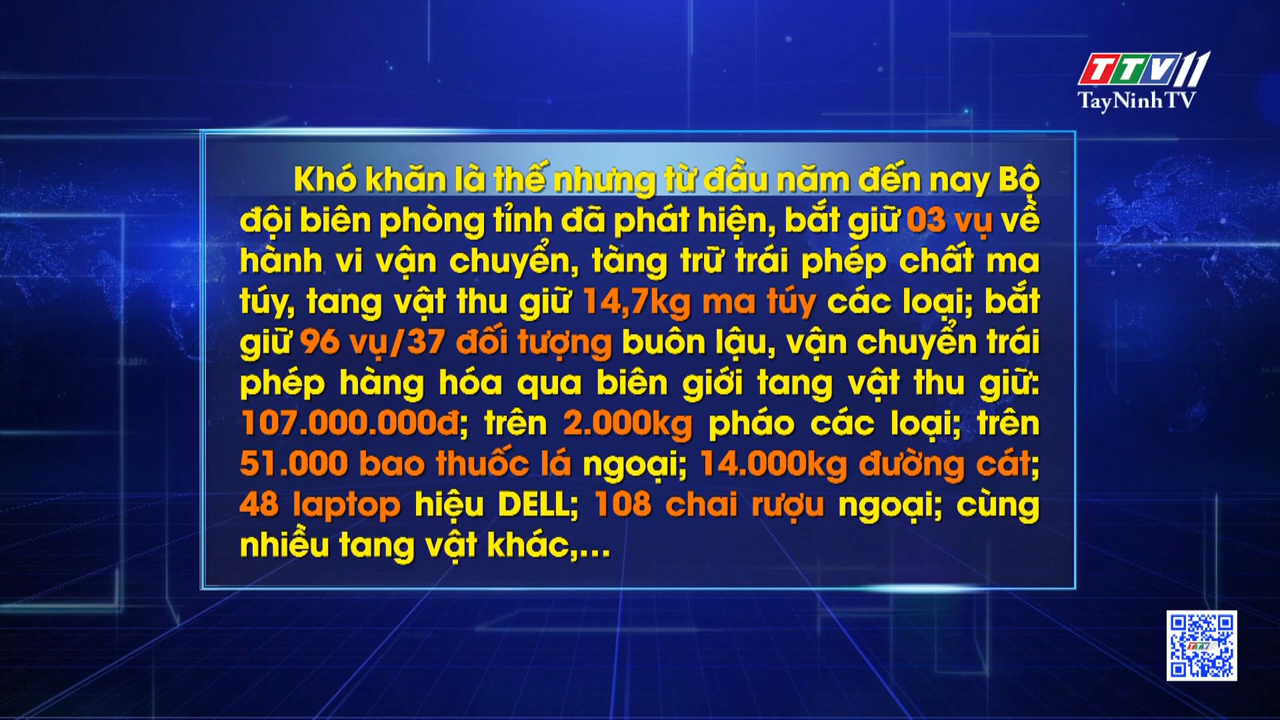 TTV11
TayNinhTV
Khó khăn là thế nhưng từ đầu năm đến nay Bộ
đội biên phòng tỉnh đã phát hiện, bắt giữ 03 vụ về
hành vi vận chuyển, tàng trữ trái phép chất ma
túy, tang vật thu giữ 14,7kg ma túy các loại; bắt
giữ 96 vụ/37 đối tượng buôn lậu, vận chuyển trái
phép hàng hóa qua biên giới tang vật thu giữ:
107.000.000đ; trên 2.000kg pháo các loại; trên
51.000 bao thuốc lá ngoại; 14.000kg đường cát;
48 laptop hiệu DELL; 108 chai rượu ngoại; cùng
nhiều tang vật khác,...